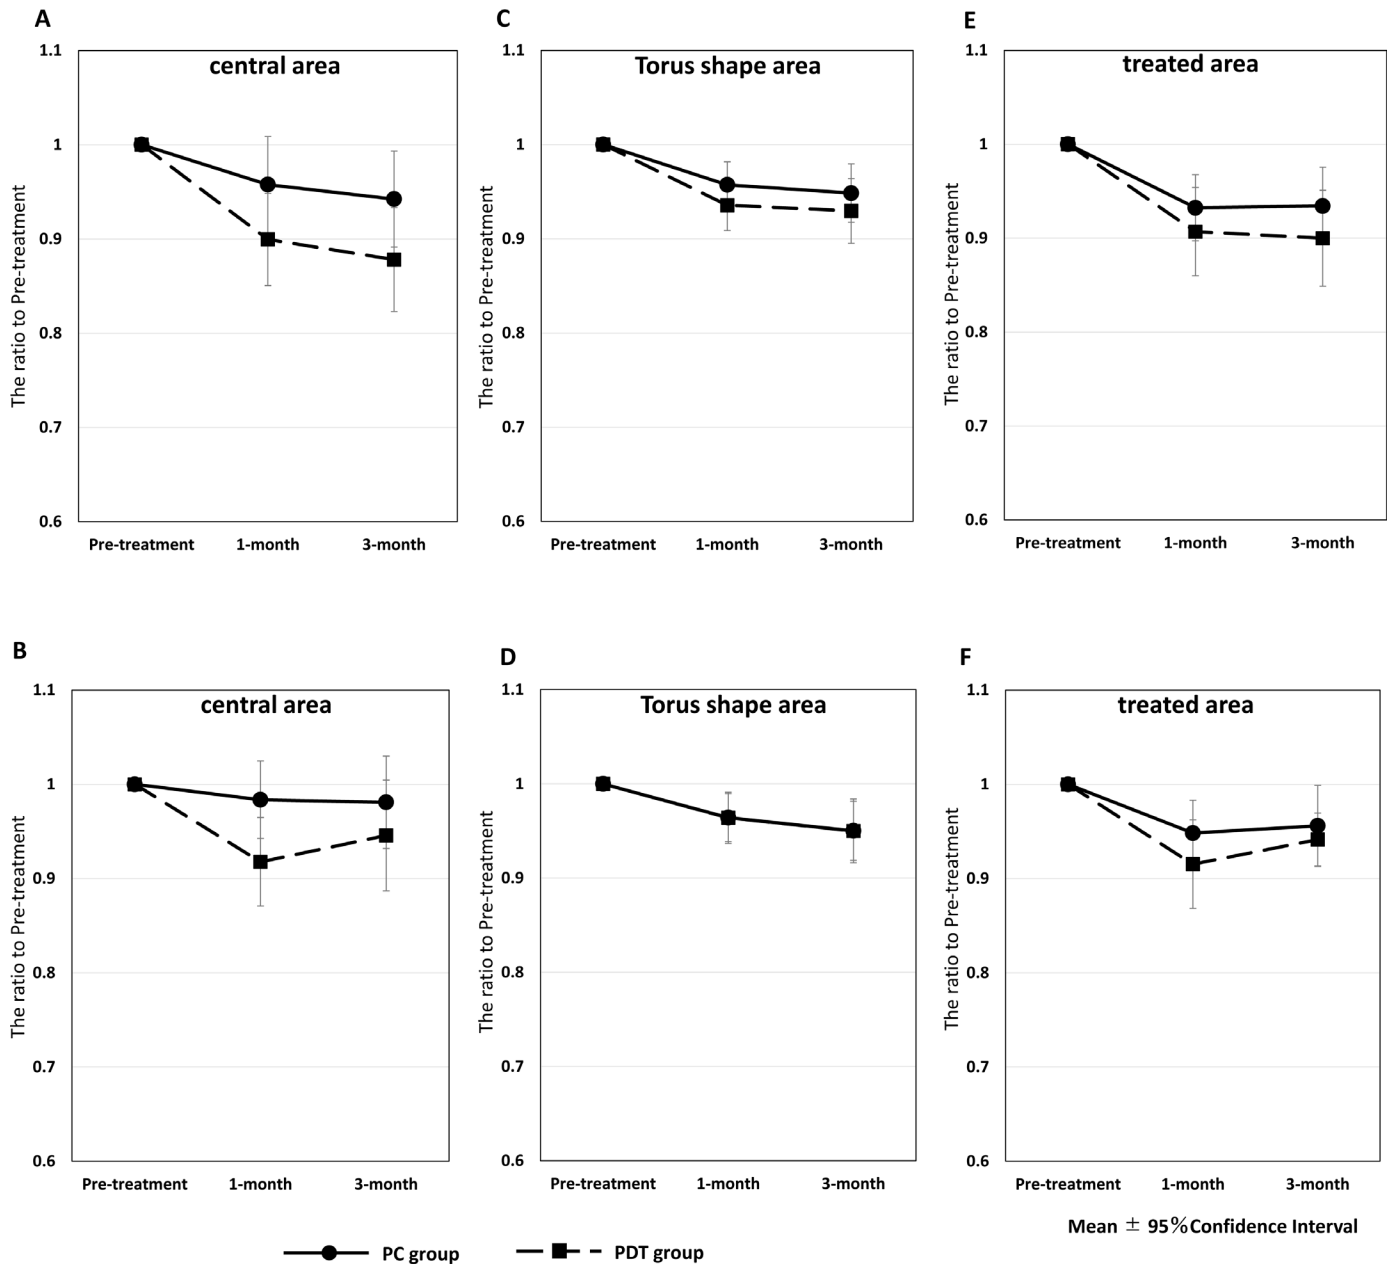 A
central area
The ratio to Pre-treatment
1.1
1
0.9
0.8
0.7
0.6
Pre-treatment 1-month 3-month
C
Torus shape area
The ratio to Pre-treatment
1.1
1
0.9
0.8
0.7
0.6
Pre-treatment 1-month 3-month
E
treated area
The ratio to Pre-treatment
1.1
1
0.9
0.8
0.7
0.6
Pre-treatment 1-month 3-month
B
central area
The ratio to Pre-treatment
1.1
1
0.9
0.8
0.7
0.6
Pre-treatment 1-month 3-month
D
Torus shape area
The ratio to Pre-treatment
1.1
1
0.9
0.8
0.7
0.6
Pre-treatment 1-month 3-month
F
treated area
The ratio to Pre-treatment
1.1
1
0.9
0.8
0.7
0.6
Pre-treatment 1-month 3-month
Mean ± 95%Confidence Interval
PC group PDT group